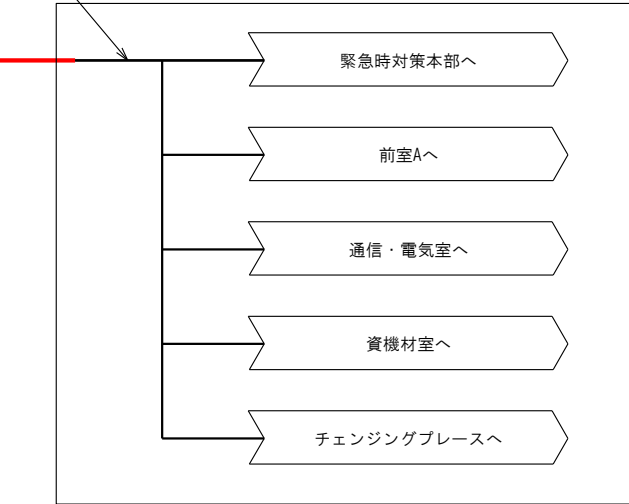 緊急時対策本部へ
前室Aへ
通信・電気室へ
資機材室へ
チェンジングプレースへ